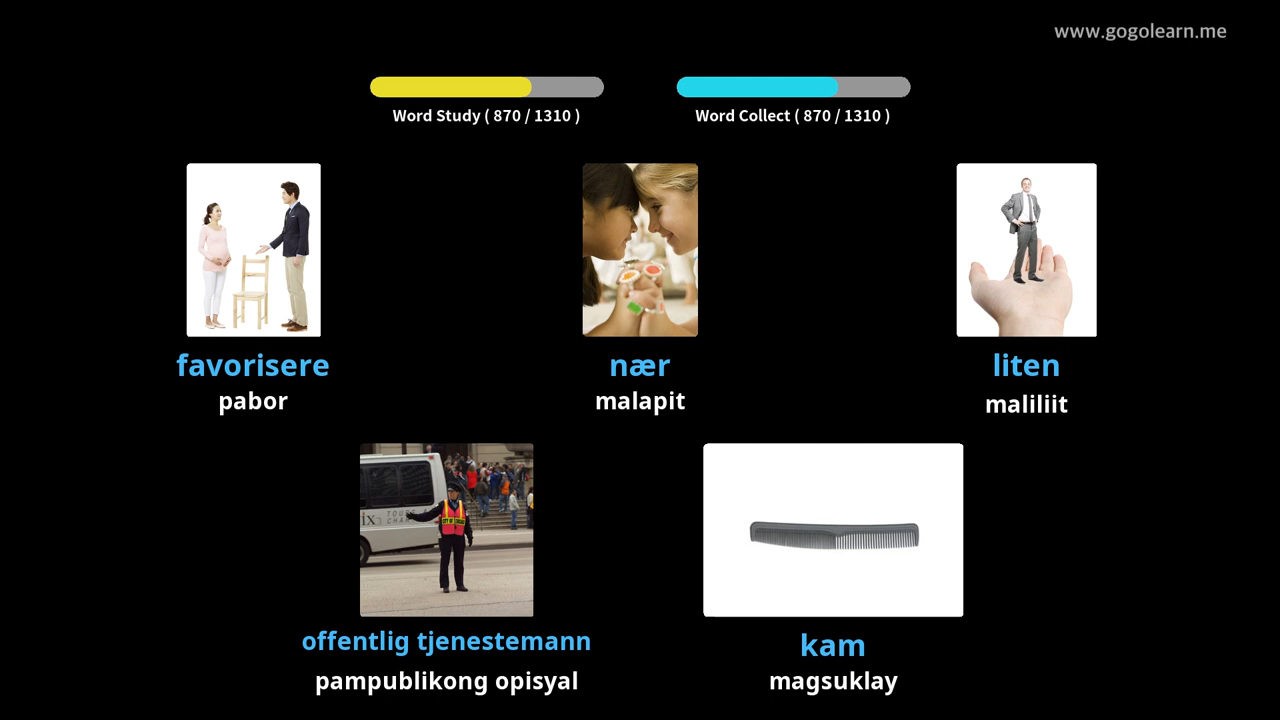 www.gogolearn.me
Word Study ( 870 / 1310 )
Word Collect ( 870 / 1310 )
favorisere
pabor
nær
malapit
liten
maliliit
offentlig tjenestemann
pampublikong opisyal
kam
magsuklay